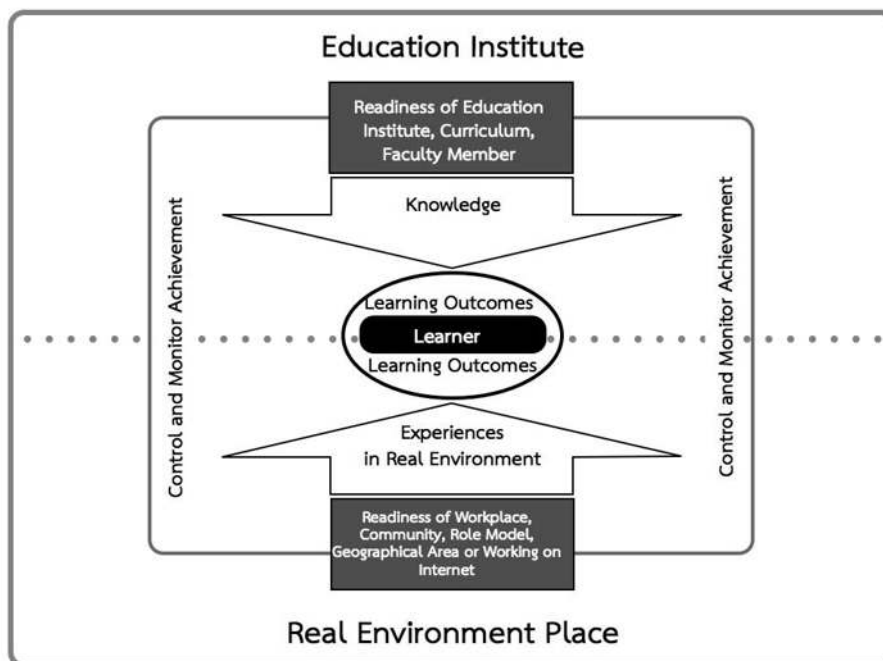 Education Institute
Readiness of Education
Institute, Curriculum,
Faculty Member
Knowledge
Control and Monitor Achievement
Control and Monitor Achievement
Learning Outcomes
Learner
Learning Outcomes
Experiences
in Real Environment
Readiness of Workplace,
Community, Role Model,
Geographical Area or Working on
Internet
Real Environment Place